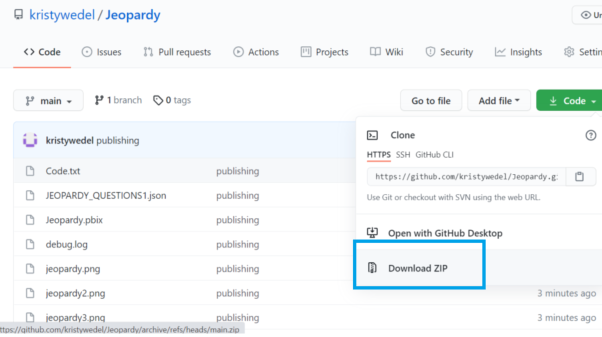 kristywedel / Jeopardy
Un
Code Issues Pull requests Actions Projects Wiki Security Insights Settin
main 1 branch 0 tags Go to file Add file Code
kristywedel publishing
Code.txt publishing
JEOPARDY_QUESTIONS1.json publishing
Jeopardy.pbix publishing
debug.log publishing
jeopardy.png publishing
jeopardy2.png publishing 3 minutes ago
jeopardy3.png publishing 3 minutes ago
Clone
HTTPS SSH GitHub CLI
https://github.com/kristywedel/Jeopardy.gi
Use Git or checkout with SVN using the web URL.
Open with GitHub Desktop
Download ZIP
ttps://github.com/kristywedel/Jeopardy/archive/refs/heads/main.zip